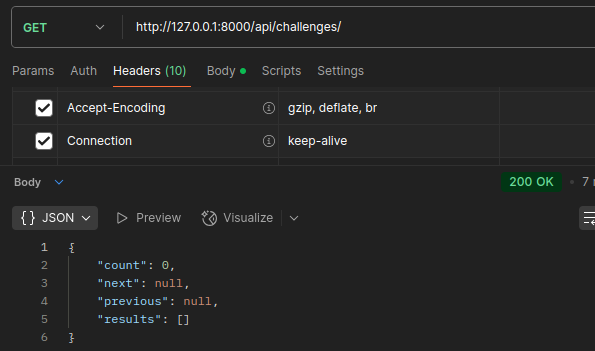 GET http://127.0.0.1:8000/api/challenges/
Params Auth Headers (10) Body Scripts Settings
Accept-Encoding gzip, deflate, br
Connection keep-alive
Body 200 OK 7
{} JSON Preview Visualize
1 {
2 "count": 0,
3 "next": null,
4 "previous": null,
5 "results": []
6 }